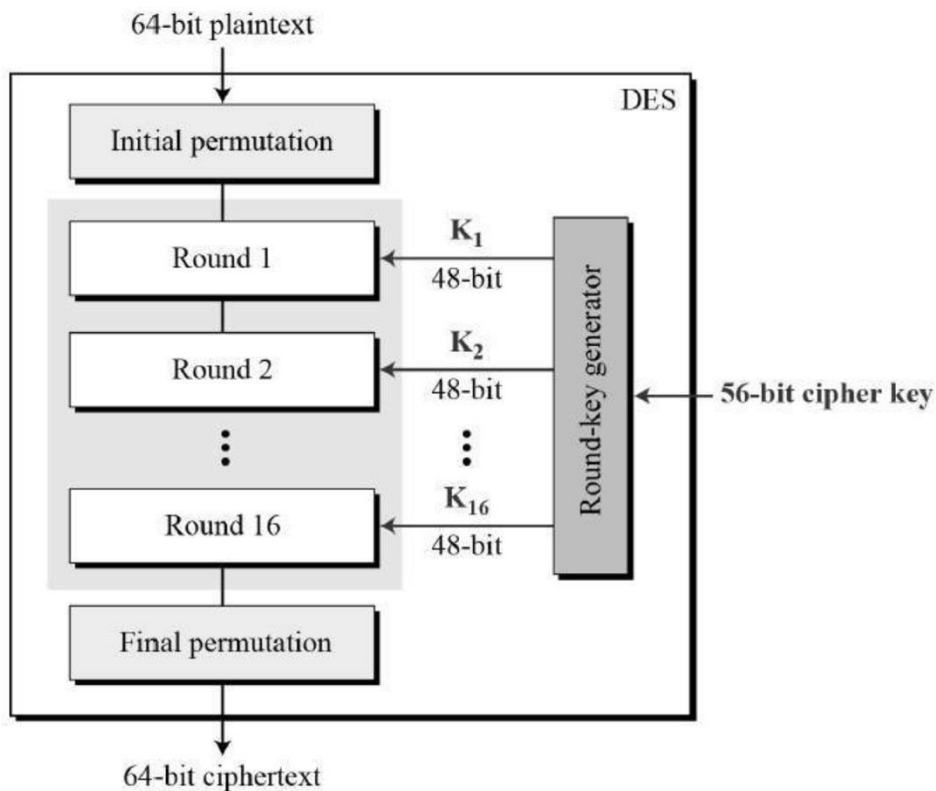 64-bit plaintext
DES
Initial permutation
Round 1
K₁
48-bit
Round 2
K₂
48-bit
Round-key generator
56-bit cipher key
Round 16
K₁₆
48-bit
Final permutation
64-bit ciphertext